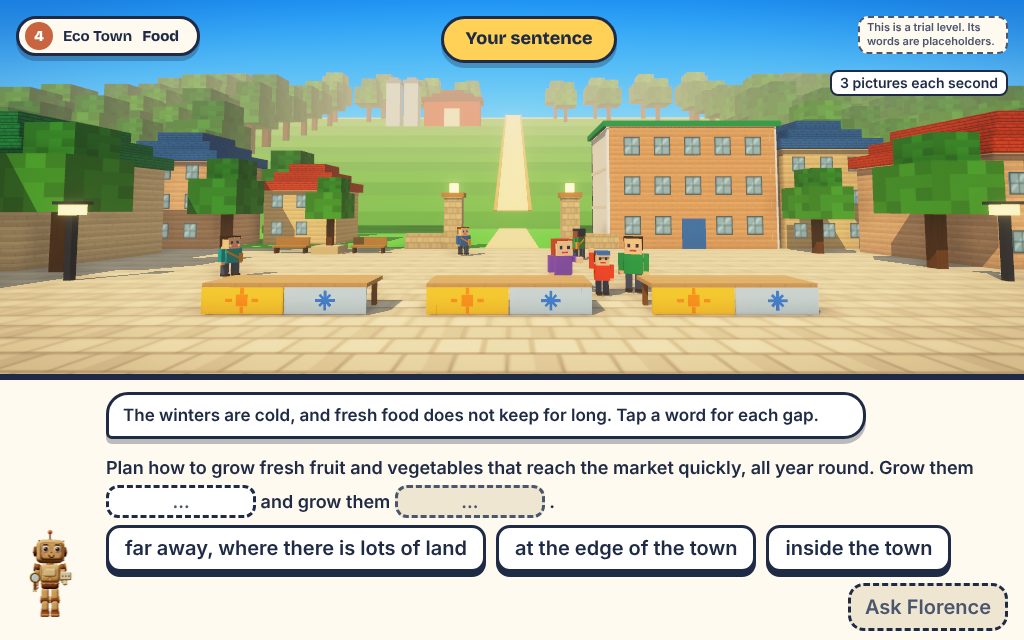 4 Eco Town Food
Your sentence
This is a trial level. Its
words are placeholders.
3 pictures each second
The winters are cold, and fresh food does not keep for long. Tap a word for each gap.
Plan how to grow fresh fruit and vegetables that reach the market quickly, all year round. Grow them
... and grow them ... .
far away, where there is lots of land
at the edge of the town
inside the town
Ask Florence